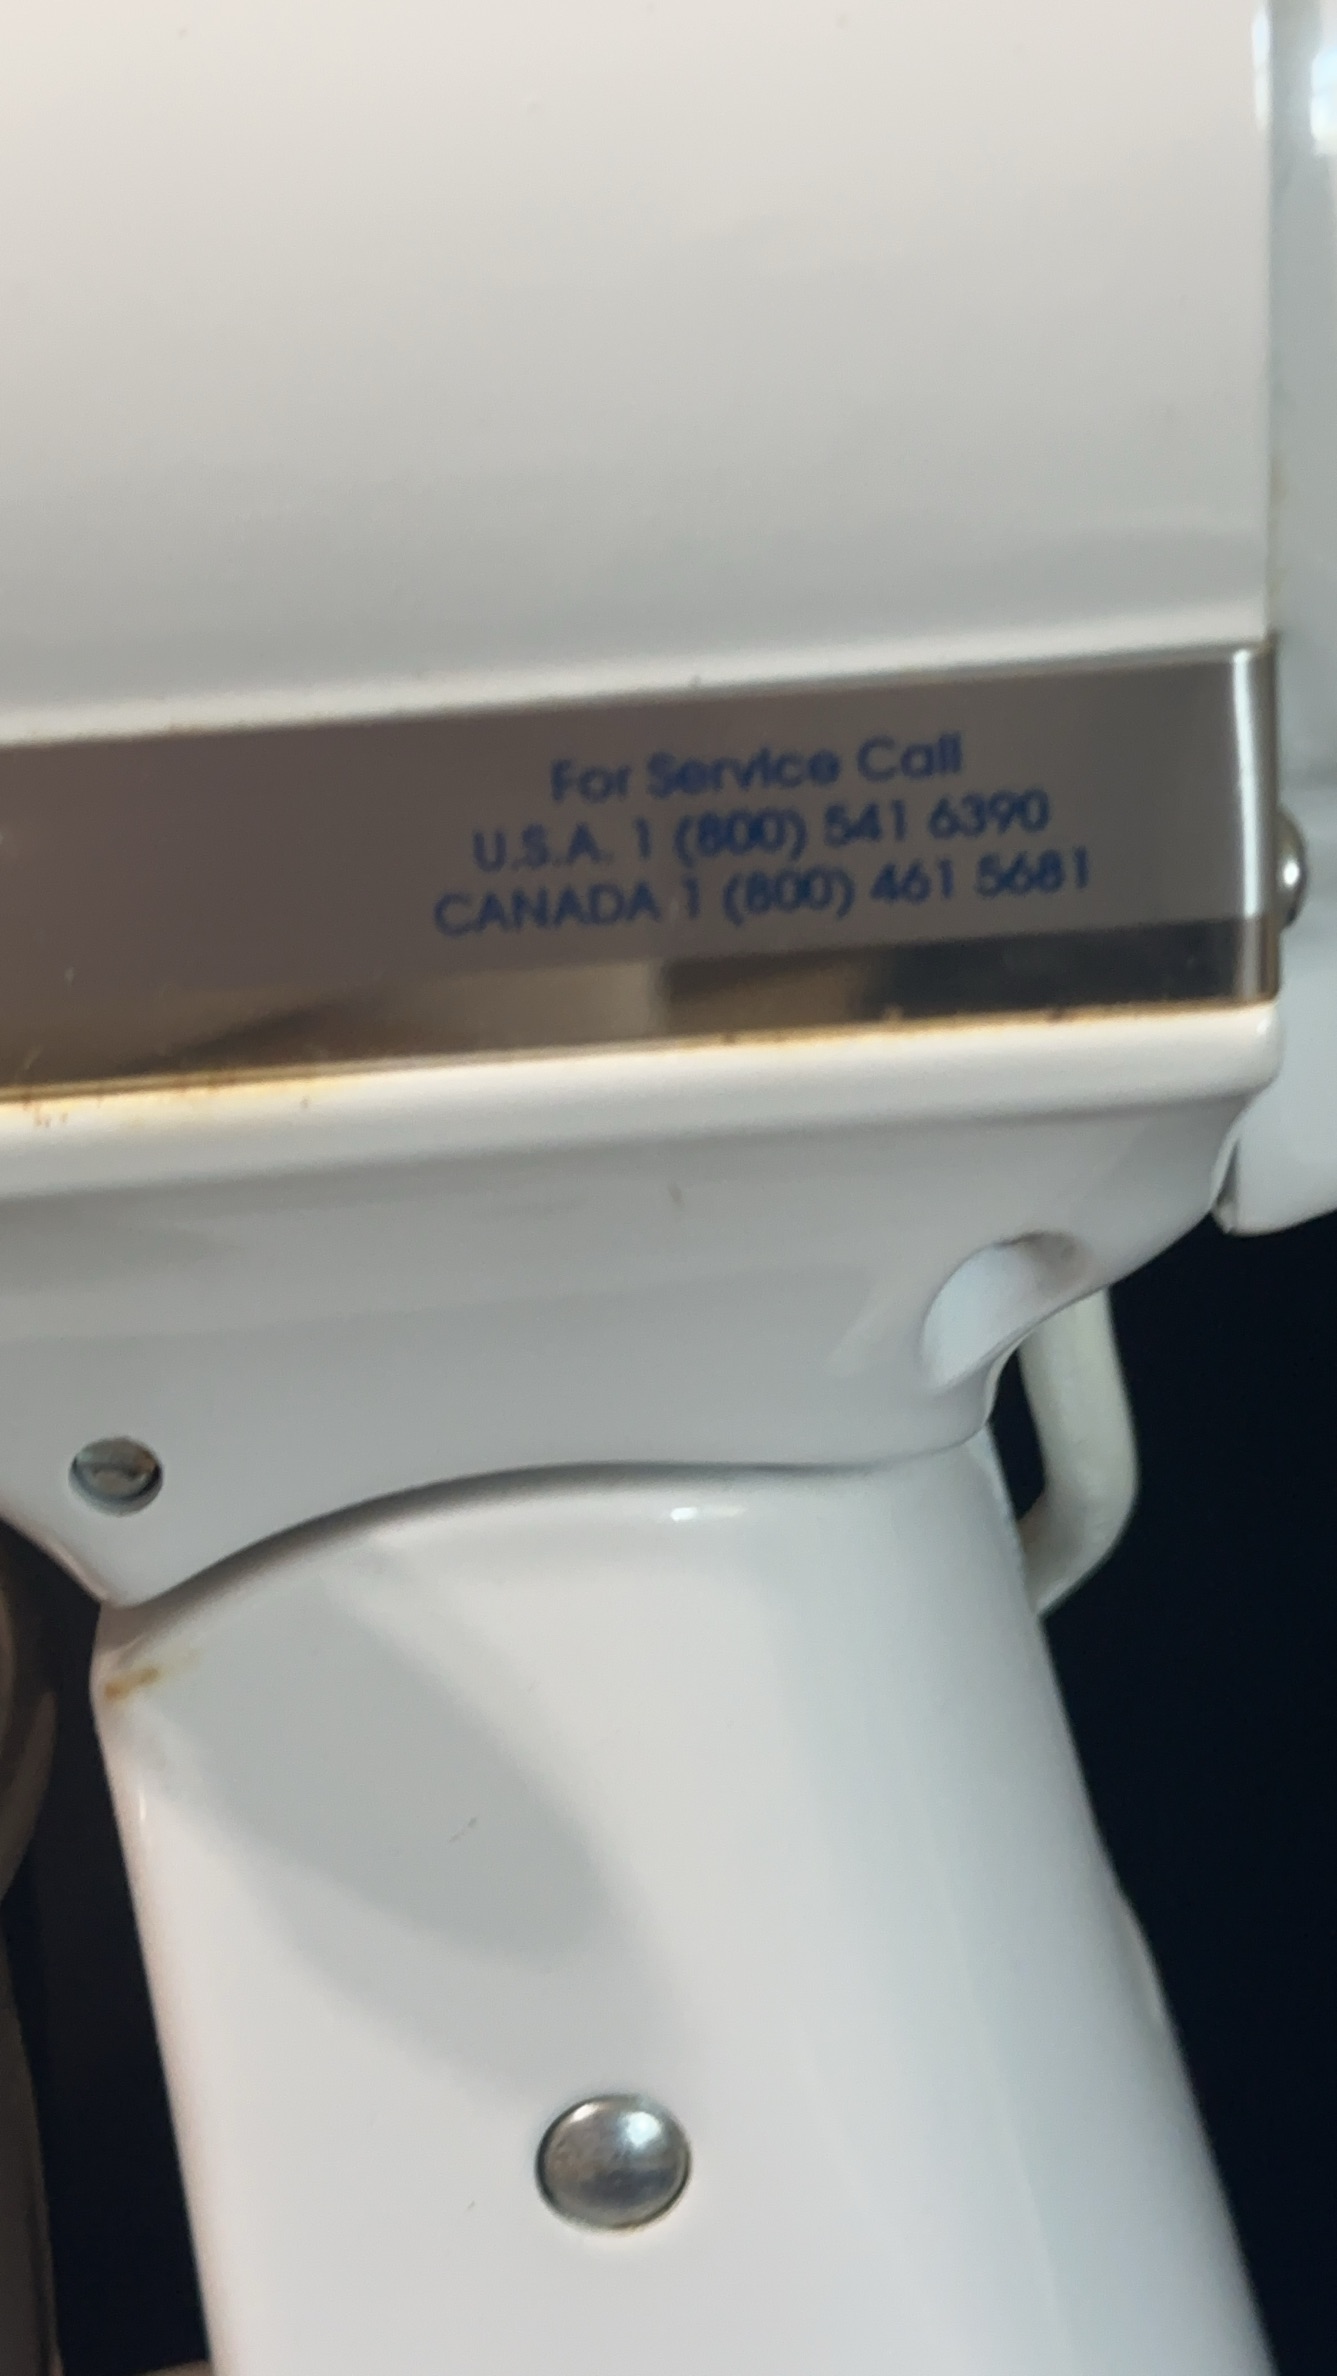 For Service Call
U.S.A. 1 (800) 541 6390
CANADA 1 (800) 461 5681